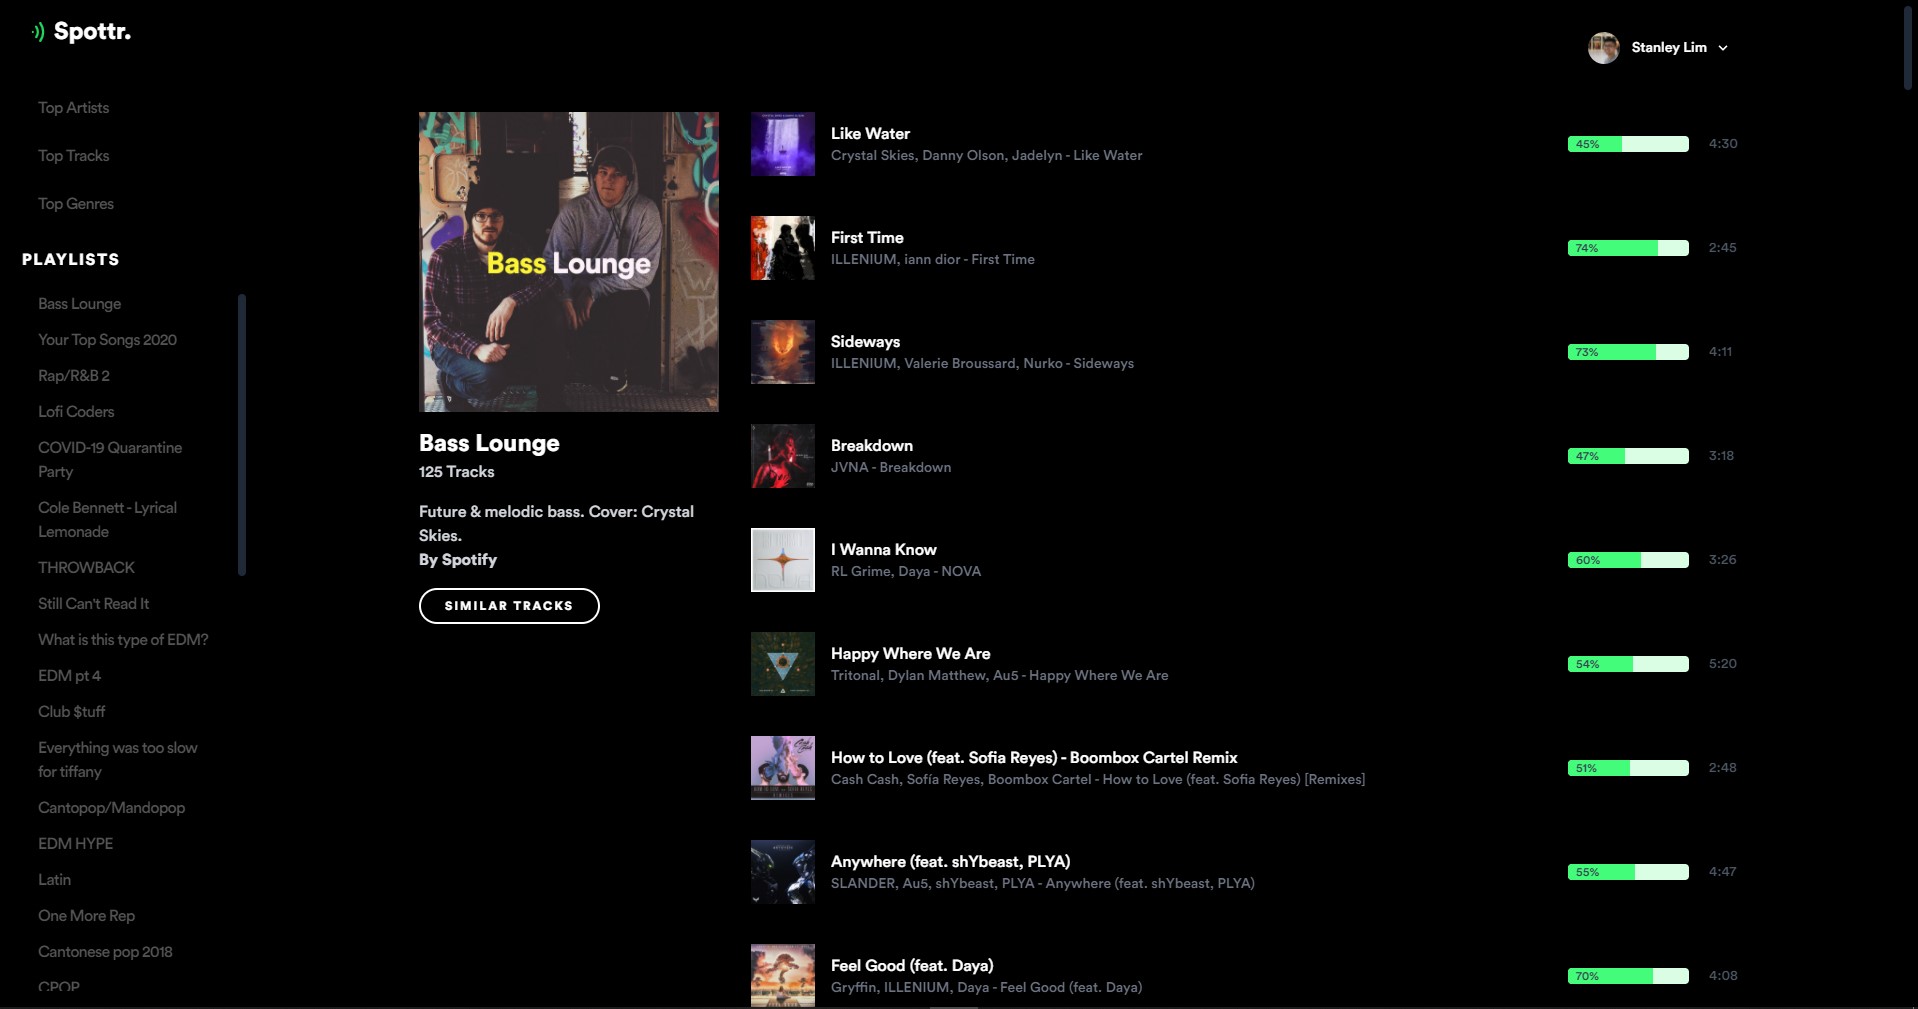 Spottr.
Stanley Lim
Top Artists
Top Tracks
Top Genres
PLAYLISTS
Bass Lounge
Your Top Songs 2020
Rap/R&B 2
Lofi Coders
COVID-19 Quarantine
Party
Cole Bennett - Lyrical
Lemonade
THROWBACK
Still Can't Read It
What is this type of EDM?
EDM pt 4
Club $tuff
Everything was too slow
for tiffany
Cantopop/Mandopop
EDM HYPE
Latin
One More Rep
Cantonese pop 2018
CPOP
Bass Lounge
Bass Lounge
125 Tracks
Future & melodic bass. Cover: Crystal
Skies.
By Spotify
SIMILAR TRACKS
Like Water
Crystal Skies, Danny Olson, Jadelyn - Like Water
45%
4:30
First Time
ILLENIUM, iann dior - First Time
74%
2:45
Sideways
ILLENIUM, Valerie Broussard, Nurko - Sideways
73%
4:11
Breakdown
JVNA - Breakdown
47%
3:18
I Wanna Know
RL Grime, Daya - NOVA
60%
3:26
Happy Where We Are
Tritonal, Dylan Matthew, Au5 - Happy Where We Are
54%
5:20
How to Love (feat. Sofia Reyes) - Boombox Cartel Remix
Cash Cash, Sofía Reyes, Boombox Cartel - How to Love (feat. Sofia Reyes) [Remixes]
51%
2:48
Anywhere (feat. shYbeast, PLYA)
SLANDER, Au5, shYbeast, PLYA - Anywhere (feat. shYbeast, PLYA)
55%
4:47
Feel Good (feat. Daya)
Gryffin, ILLENIUM, Daya - Feel Good (feat. Daya)
70%
4:08